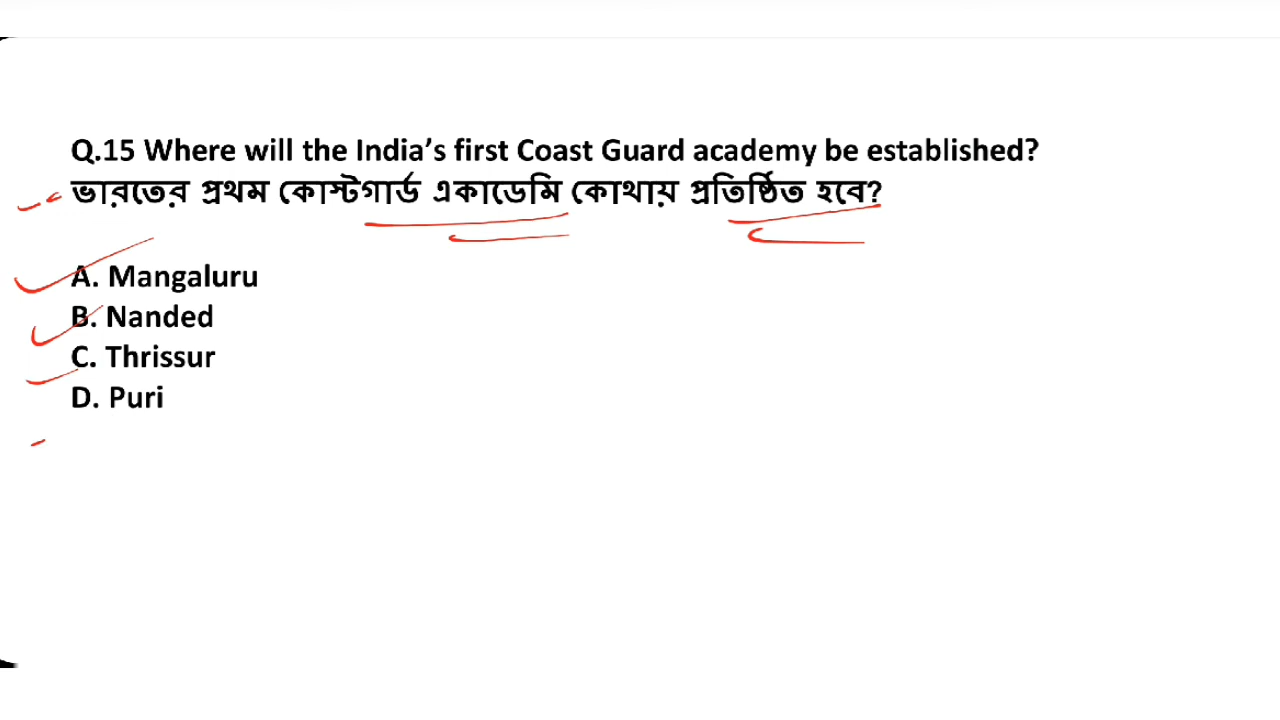 Q.15 Where will the India's first Coast Guard academy be established?
ভারতের প্রথম কোস্টগার্ড একাডেমি কোথায় প্রতিষ্ঠিত হবে?
A. Mangaluru
B. Nanded
C. Thrissur
D. Puri